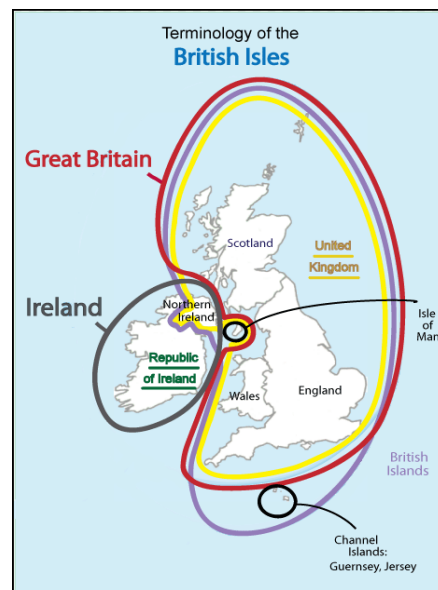 Terminology of the
British Isles
Great Britain
Scotland
United
Kingdom
Ireland
Northern
Ireland
Isle
of
Man
Republic
of Ireland
Wales
England
British
Islands
Channel
Islands:
Guernsey, Jersey